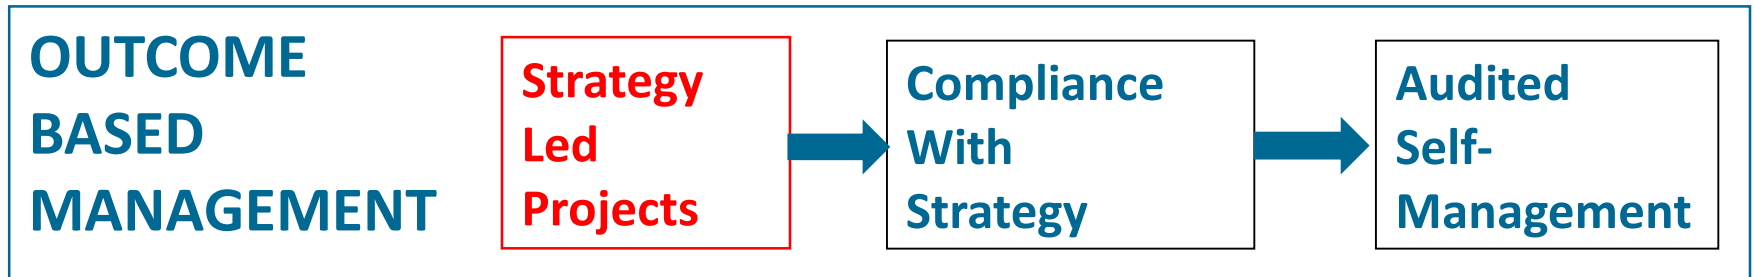 OUTCOME
BASED
MANAGEMENT
Strategy
Led
Projects
Compliance
With
Strategy
Audited
Self-
Management